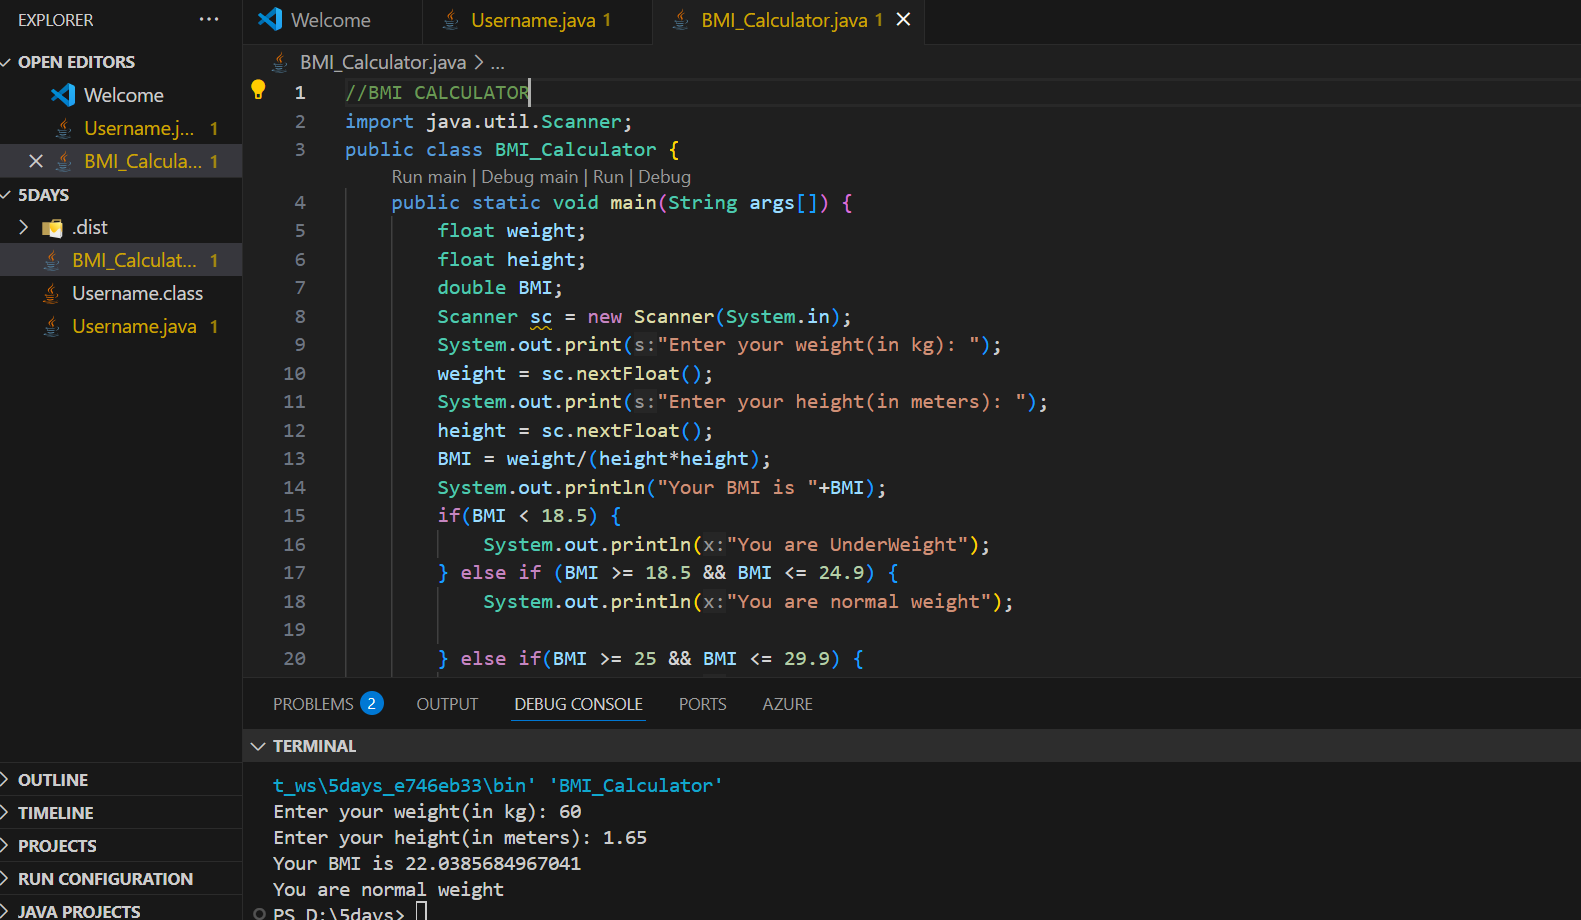 EXPLORER ...
OPEN EDITORS
Welcome
Username.j... 1
BMI_Calcula... 1
5DAYS
.dist
BMI_Calculat... 1
Username.class
Username.java 1
OUTLINE
TIMELINE
PROJECTS
RUN CONFIGURATION
JAVA PROJECTS
Welcome Username.java 1 BMI_Calculator.java 1
BMI_Calculator.java > ...
1 //BMI CALCULATOR
2 import java.util.Scanner;
3 public class BMI_Calculator {
Run main | Debug main | Run | Debug
4 public static void main(String args[]) {
5 float weight;
6 float height;
7 double BMI;
8 Scanner sc = new Scanner(System.in);
9 System.out.print(s:"Enter your weight(in kg): ");
10 weight = sc.nextFloat();
11 System.out.print(s:"Enter your height(in meters): ");
12 height = sc.nextFloat();
13 BMI = weight/(height*height);
14 System.out.println("Your BMI is "+BMI);
15 if(BMI < 18.5) {
16 System.out.println(x:"You are UnderWeight");
17 } else if (BMI >= 18.5 && BMI <= 24.9) {
18 System.out.println(x:"You are normal weight");
19
20 } else if(BMI >= 25 && BMI <= 29.9) {
PROBLEMS 2 OUTPUT DEBUG CONSOLE PORTS AZURE
TERMINAL
t_ws\5days_e746eb33\bin' 'BMI_Calculator'
Enter your weight(in kg): 60
Enter your height(in meters): 1.65
Your BMI is 22.0385684967041
You are normal weight
PS D:\5days>